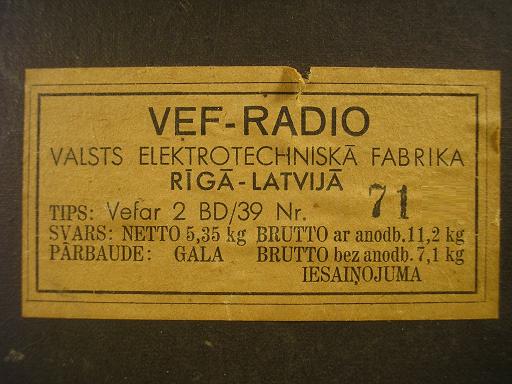 VEF-RADIO
VALSTS ELEKTROTECHNISKĀ FABRIKA
RĪGĀ-LATVIJĀ
TIPS: Vefar 2 BD/39 Nr. 71
SVARS: NETTO 5,35 kg BRUTTO ar anodb. 11,2 kg
PĀRBAUDE: GALA BRUTTO bez anodb. 7,1 kg
IESAIŅOJUMA